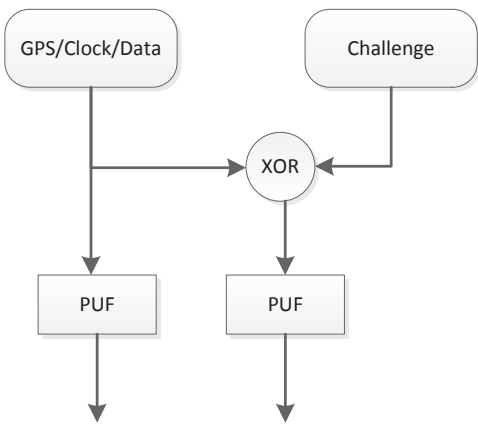 GPS/Clock/Data
Challenge
XOR
PUF
PUF